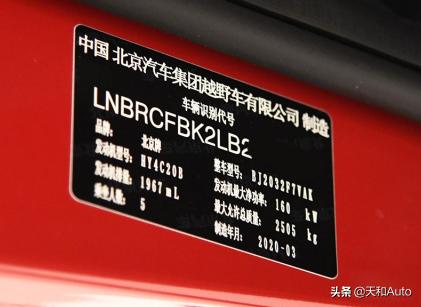 中国 北京汽车集团越野车有限公司 制造
车辆识别代号
LNBRCFBK2LB2
品牌: 北京牌 整车型号: BJ2032F7VAK
发动机型号: HY4C20B 发动机最大净功率: 160 kW
发动机排量: 1967 mL 最大允许总质量: 2505 kg
乘坐人数: 5 制造年月: 2020-03
头条 @天和Auto